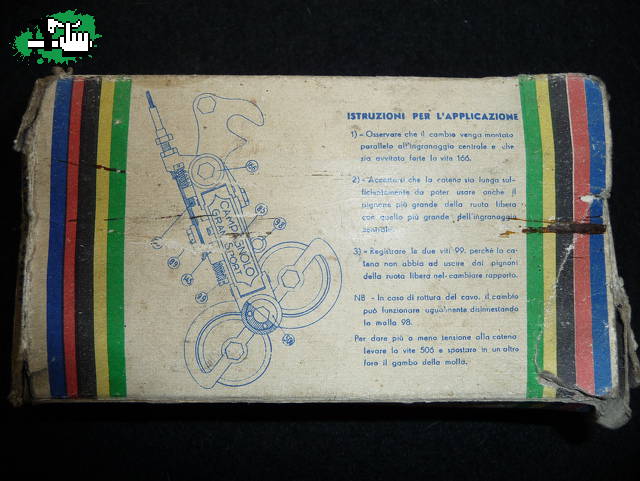 ISTRUZIONI PER L'APPLICAZIONE
1) - Osservare che il cambio venga montato
parallelo all'ingranaggio centrale e che
sia avvitato forte la vite 166.
2) - Accertarsi che la catena sia lunga suf-
ficientemente da poter usare anche il
pignone più grande della ruota libera
con quello più grande dell'ingranaggio
centrale.
3) - Registrare le due viti 99, perchè la ca-
tena non abbia ad uscire dai pignoni
della ruota libera nel cambiare rapporto.
NB - In caso di rottura del cavo, il cambio
può funzionare ugualmente disinnestando
la molla 98.
Per dare più o meno tensione alla catena
levare la vite 506 e spostare in un altro
foro il gambo della molla.
CAMPAGNOLO
GRAN SPORT
83
98
99